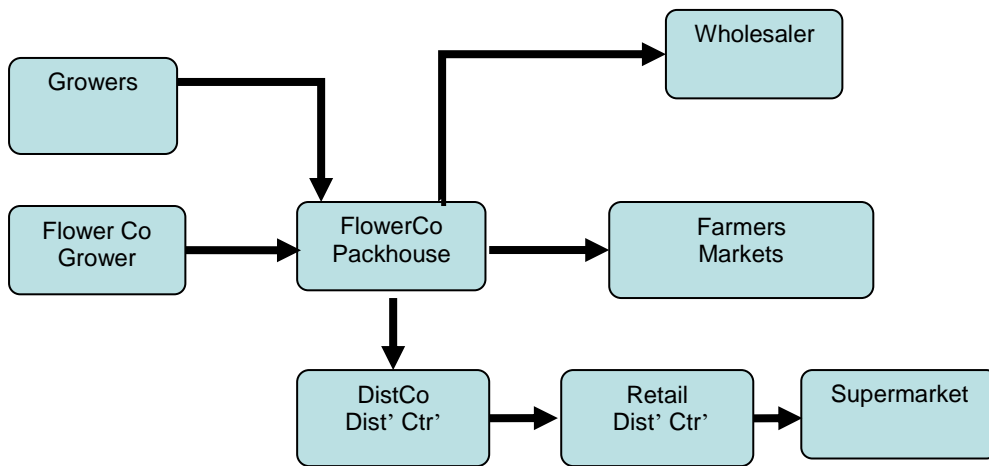 Wholesaler
Growers
Flower Co
Grower
FlowerCo
Packhouse
Farmers
Markets
DistCo
Dist’ Ctr’
Retail
Dist’ Ctr’
Supermarket